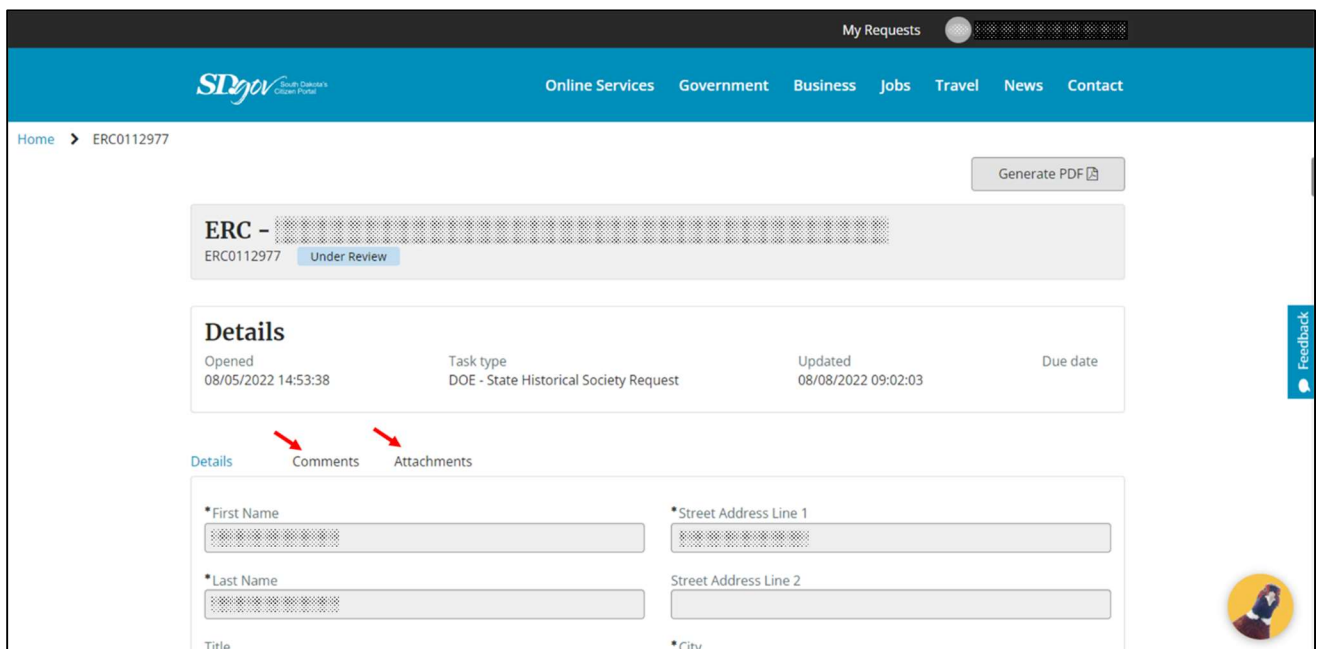 My Requests
SDgov South Dakota's Citizen Portal
Online Services Government Business Jobs Travel News Contact
Home > ERC0112977
Generate PDF
ERC -
ERC0112977 Under Review
Details
Opened Task type Updated Due date
08/05/2022 14:53:38 DOE - State Historical Society Request 08/08/2022 09:02:03
Feedback
Details Comments Attachments
*First Name *Street Address Line 1
*Last Name Street Address Line 2
Title *City